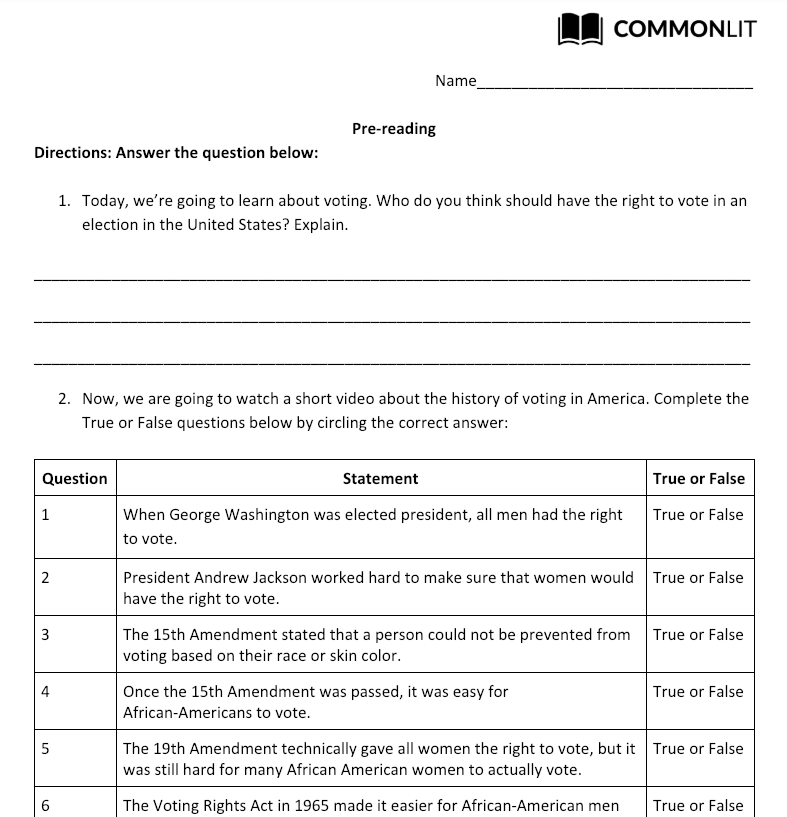 COMMONLIT
Name________________________________
Pre-reading
Directions: Answer the question below:
1. Today, we’re going to learn about voting. Who do you think should have the right to vote in an
election in the United States? Explain.
2. Now, we are going to watch a short video about the history of voting in America. Complete the
True or False questions below by circling the correct answer:
Question Statement True or False
1 When George Washington was elected president, all men had the right True or False
to vote.
2 President Andrew Jackson worked hard to make sure that women would True or False
have the right to vote.
3 The 15th Amendment stated that a person could not be prevented from True or False
voting based on their race or skin color.
4 Once the 15th Amendment was passed, it was easy for True or False
African-Americans to vote.
5 The 19th Amendment technically gave all women the right to vote, but it True or False
was still hard for many African American women to actually vote.
6 The Voting Rights Act in 1965 made it easier for African-American men True or False